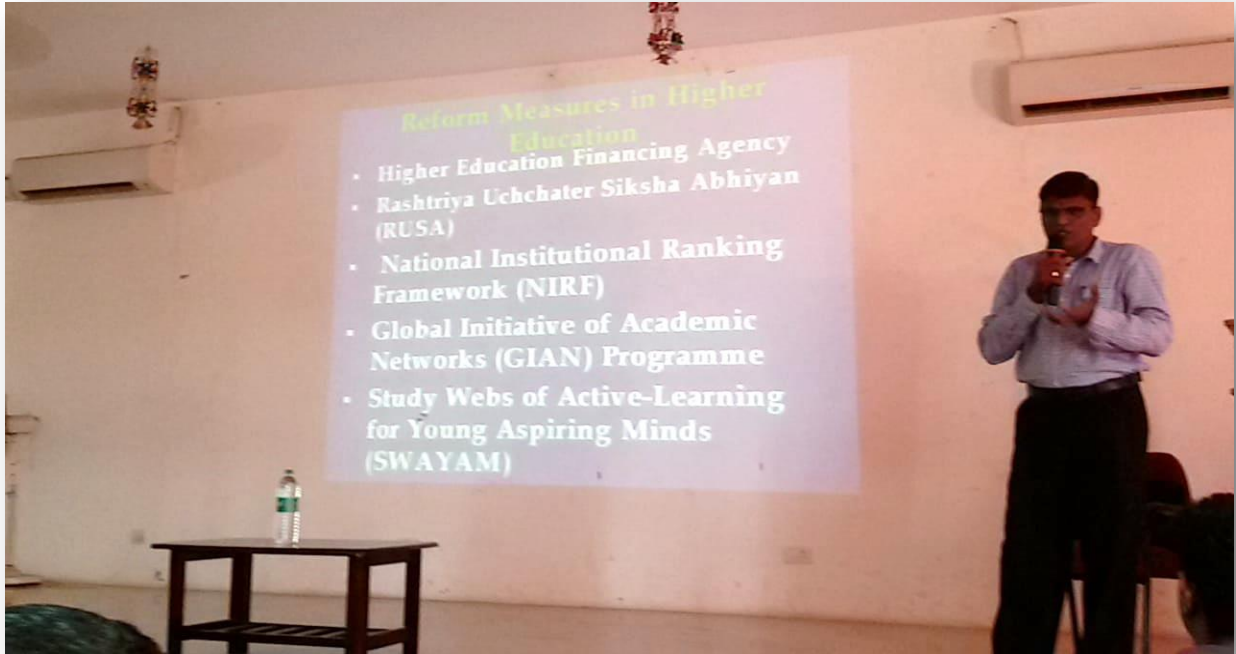 Reform Measures in Higher
Education
▪ Higher Education Financing Agency
▪ Rashtriya Uchchater Siksha Abhiyan
(RUSA)
▪ National Institutional Ranking
Framework (NIRF)
▪ Global Initiative of Academic
Networks (GIAN) Programme
▪ Study Webs of Active-Learning
for Young Aspiring Minds
(SWAYAM)